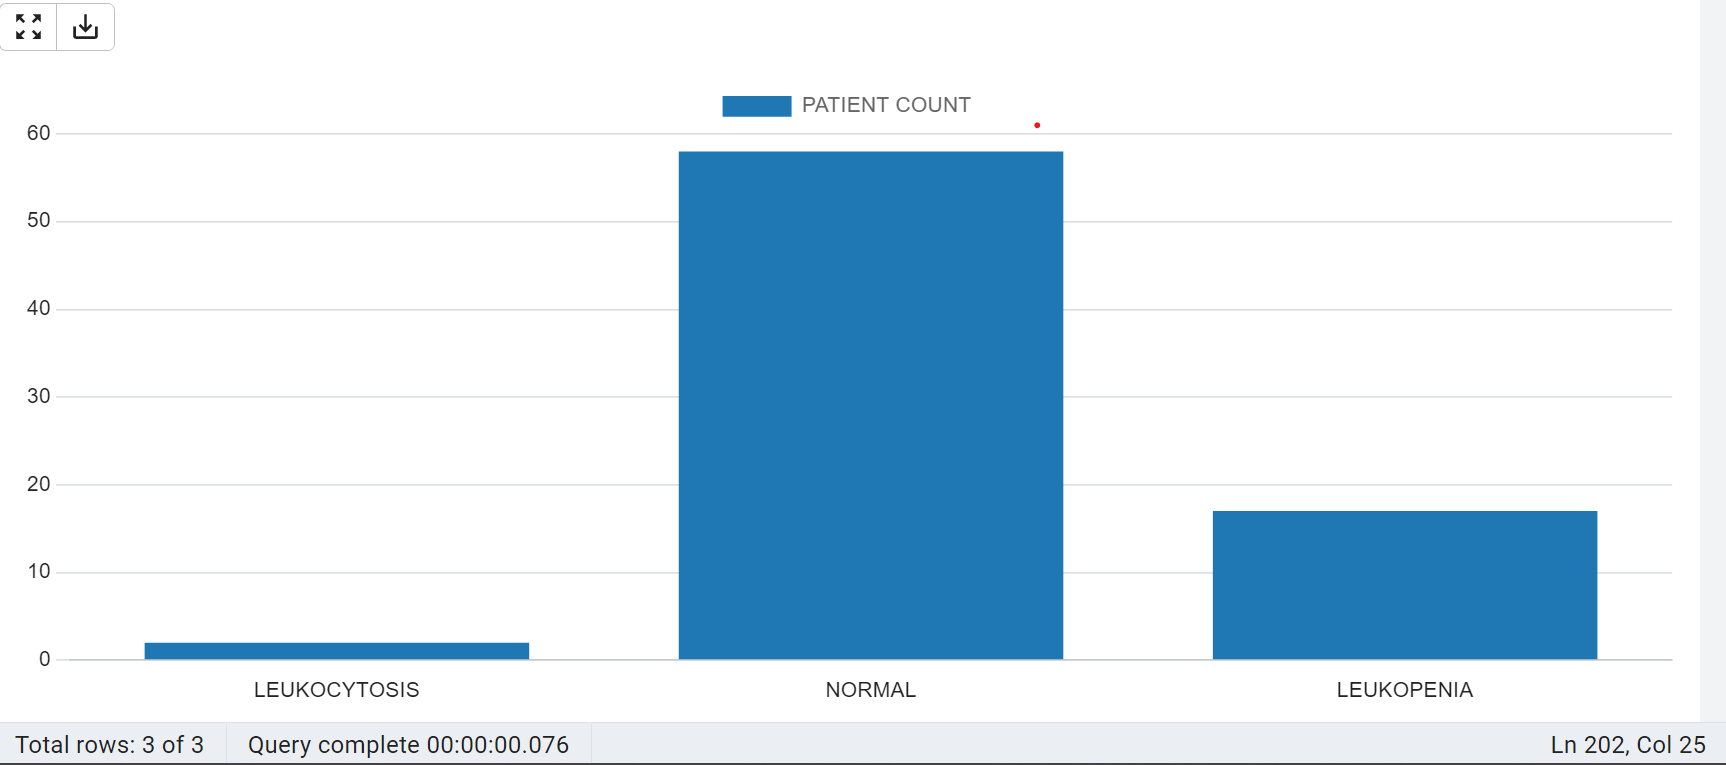 PATIENT COUNT
60
50
40
30
20
10
0
LEUKOCYTOSIS NORMAL LEUKOPENIA
Total rows: 3 of 3 Query complete 00:00:00.076 Ln 202, Col 25